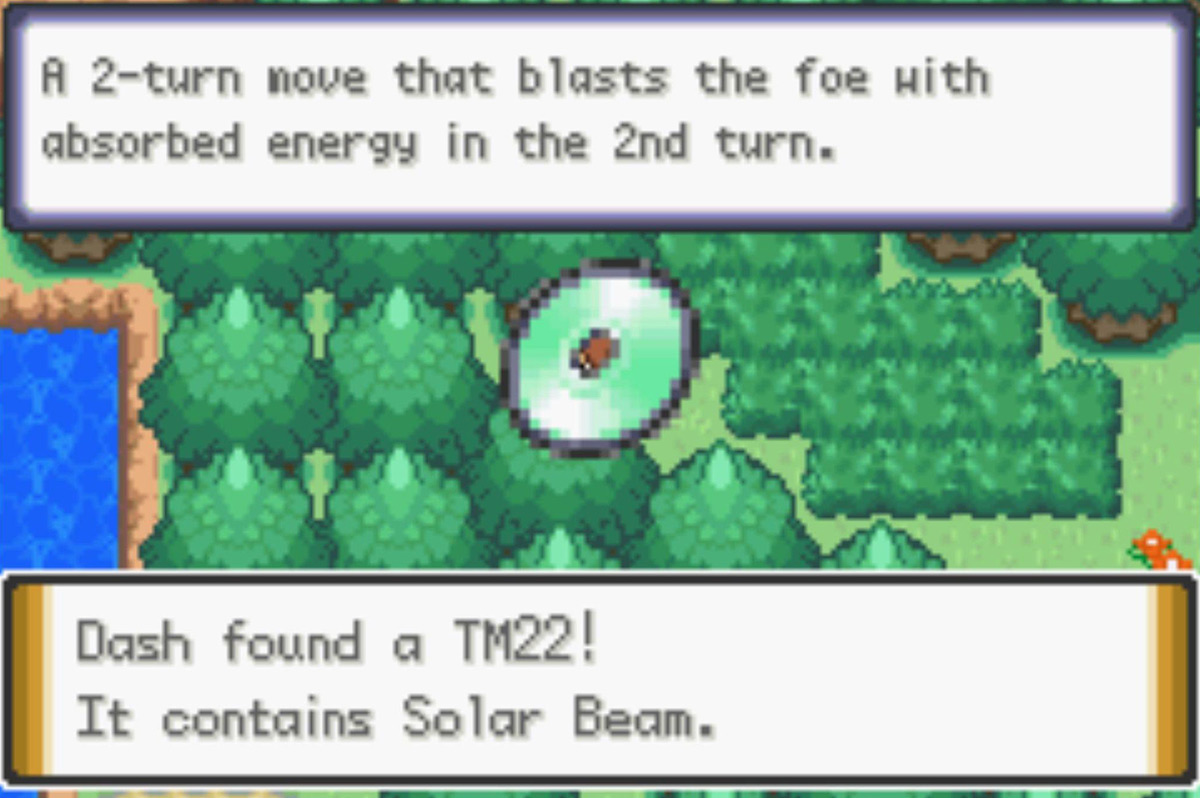 A 2-turn move that blasts the foe with
absorbed energy in the 2nd turn.
Dash found a TM22!
It contains Solar Beam.